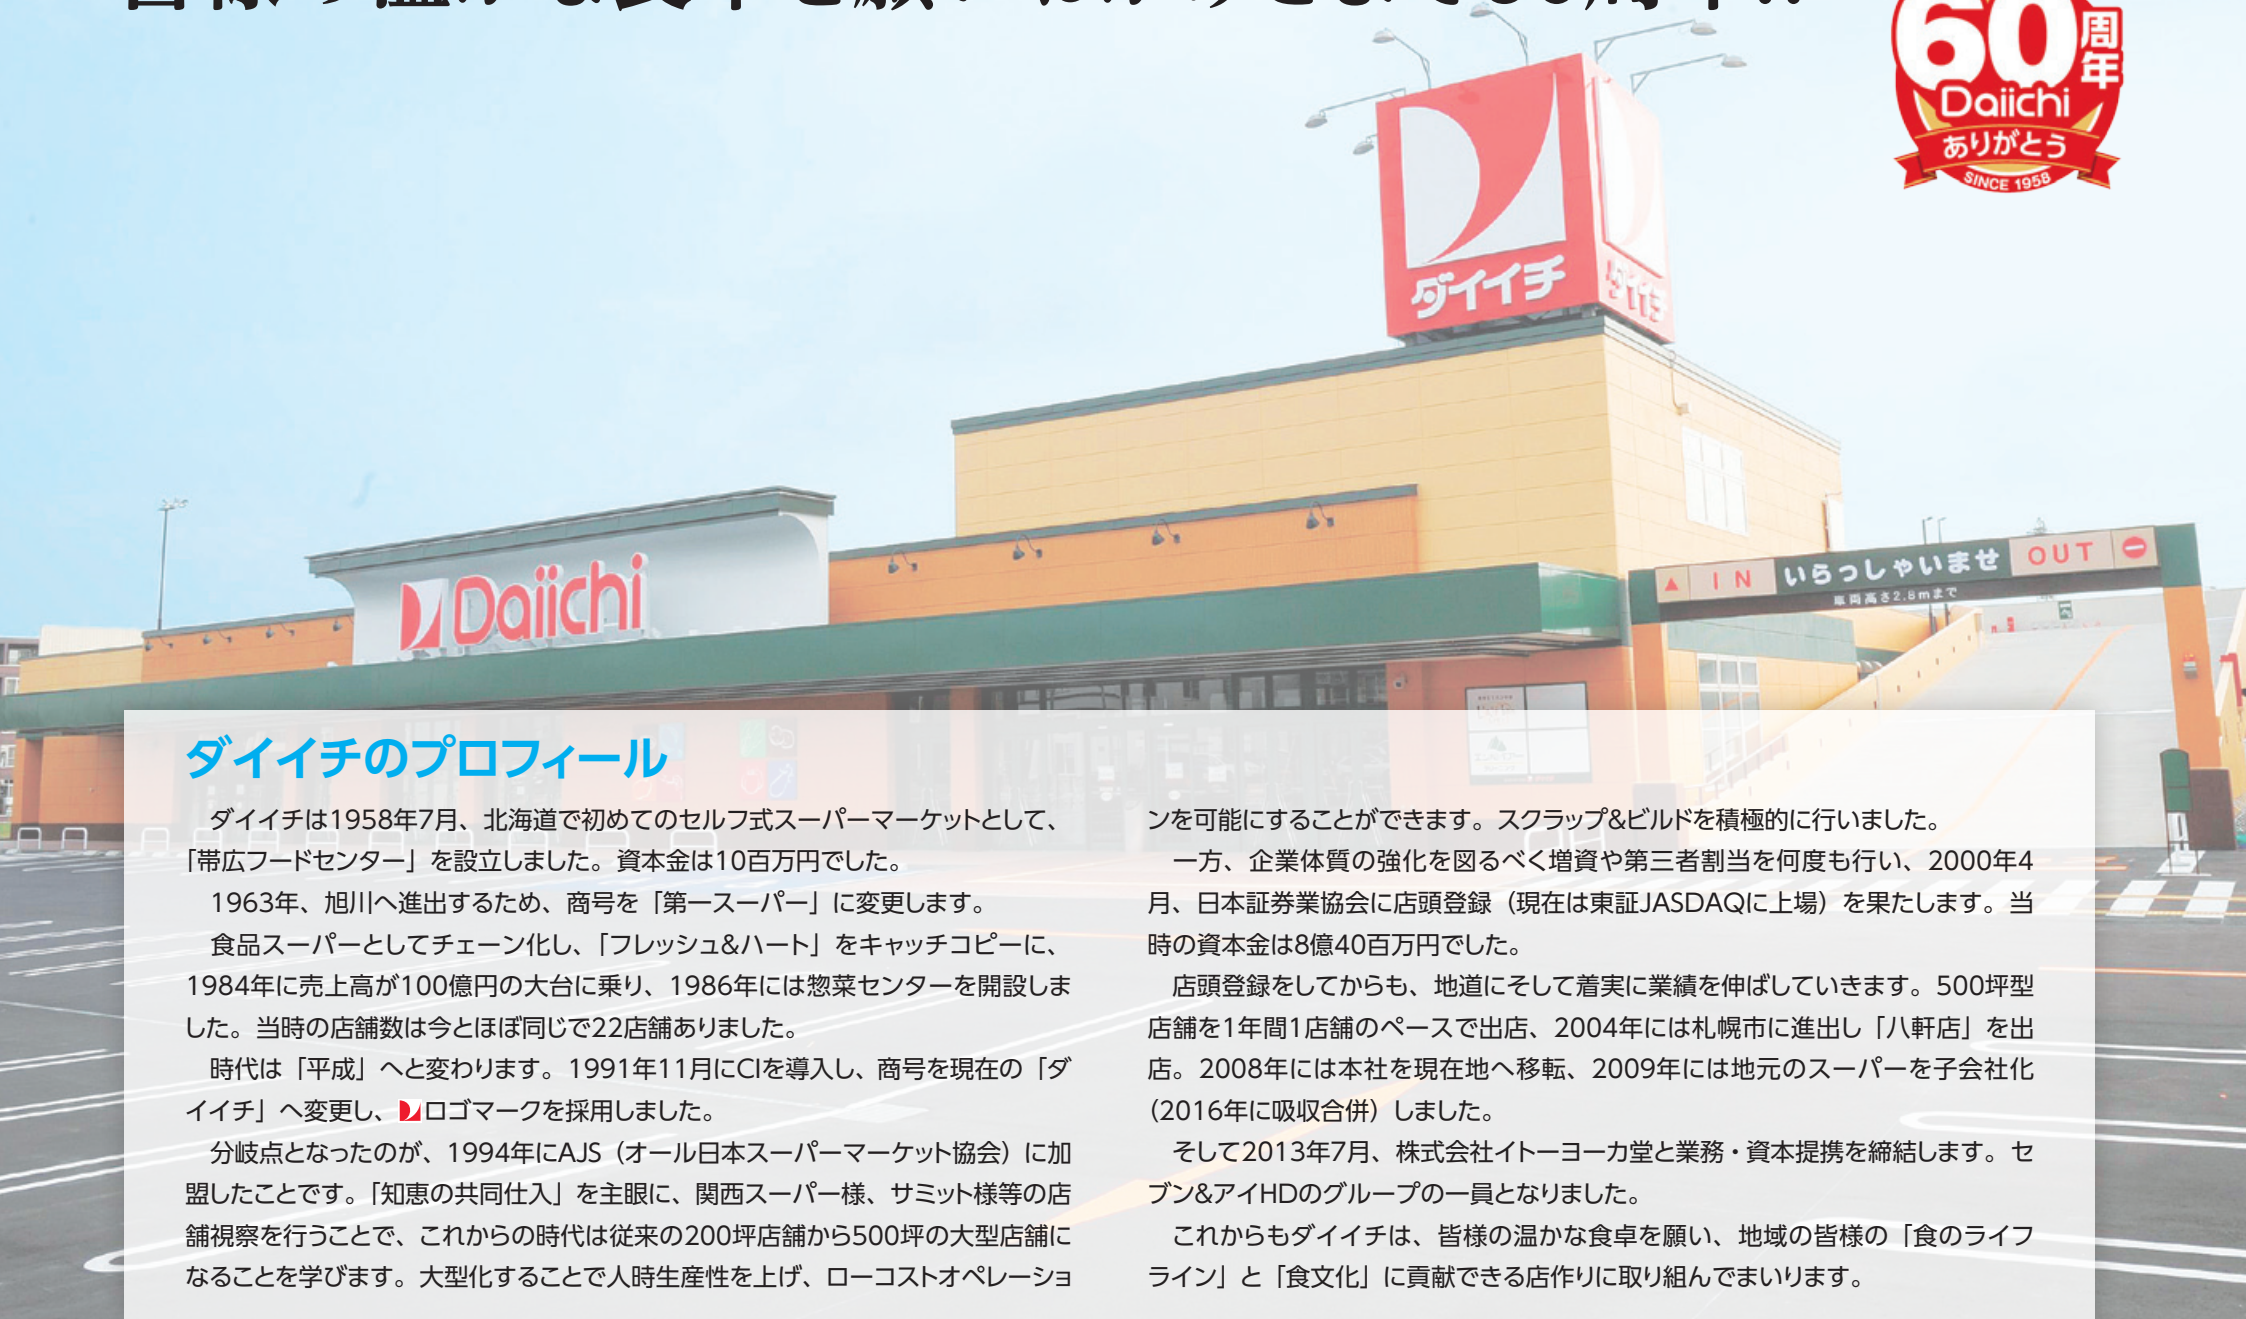 60周年
Daiichi
ありがとう
SINCE 1958
ダイイチ
ダイイチ
Daiichi
IN いらっしゃいませ OUT
車両高さ2.8mまで
ダイイチのプロフィール
ダイイチは1958年7月、北海道で初めてのセルフ式スーパーマーケットとして、
「帯広フードセンター」を設立しました。資本金は10百万円でした。
1963年、旭川へ進出するため、商号を「第一スーパー」に変更します。
食品スーパーとしてチェーン化し、「フレッシュ&ハート」をキャッチコピーに、
1984年に売上高が100億円の大台に乗り、1986年には惣菜センターを開設しま
した。当時の店舗数は今とほぼ同じで22店舗ありました。
時代は「平成」へと変わります。1991年11月にCIを導入し、商号を現在の「ダ
イイチ」へ変更し、ロゴマークを採用しました。
分岐点となったのが、1994年にAJS（オール日本スーパーマーケット協会）に加
盟したことです。「知恵の共同仕入」を主眼に、関西スーパー様、サミット様等の店
舗視察を行うことで、これからの時代は従来の200坪店舗から500坪の大型店舗に
なることを学びます。大型化することで人時生産性を上げ、ローコストオペレーショ
ンを可能にすることができます。スクラップ&ビルドを積極的に行いました。
一方、企業体質の強化を図るべく増資や第三者割当を何度も行い、2000年4
月、日本証券業協会に店頭登録（現在は東証JASDAQに上場）を果たします。当
時の資本金は8億40百万円でした。
店頭登録をしてからも、地道にそして着実に業績を伸ばしていきます。500坪型
店舗を1年間1店舗のペースで出店、2004年には札幌市に進出し「八軒店」を出
店。2008年には本社を現在地へ移転、2009年には地元のスーパーを子会社化
（2016年に吸収合併）しました。
そして2013年7月、株式会社イトーヨーカ堂と業務・資本提携を締結します。セ
ブン&アイHDのグループの一員となりました。
これからもダイイチは、皆様の温かな食卓を願い、地域の皆様の「食のライフ
ライン」と「食文化」に貢献できる店作りに取り組んでまいります。